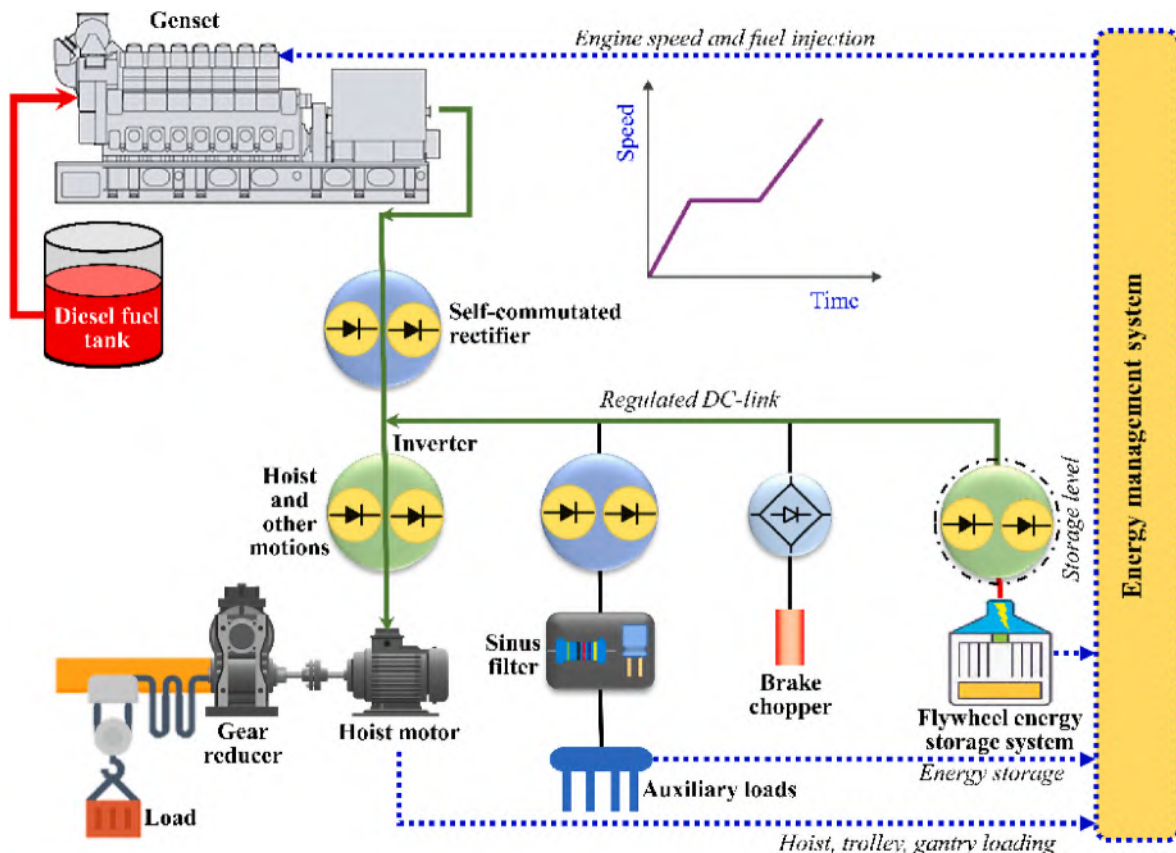 Genset
Engine speed and fuel injection
Speed
Time
Diesel fuel
tank
Self-commutated
rectifier
Regulated DC-link
Inverter
Hoist
and
other
motions
Storage level
Energy management system
Sinus
filter
Brake
chopper
Flywheel energy
storage system
Gear
reducer
Hoist motor
Energy storage
Auxiliary loads
Load
Hoist, trolley, gantry loading